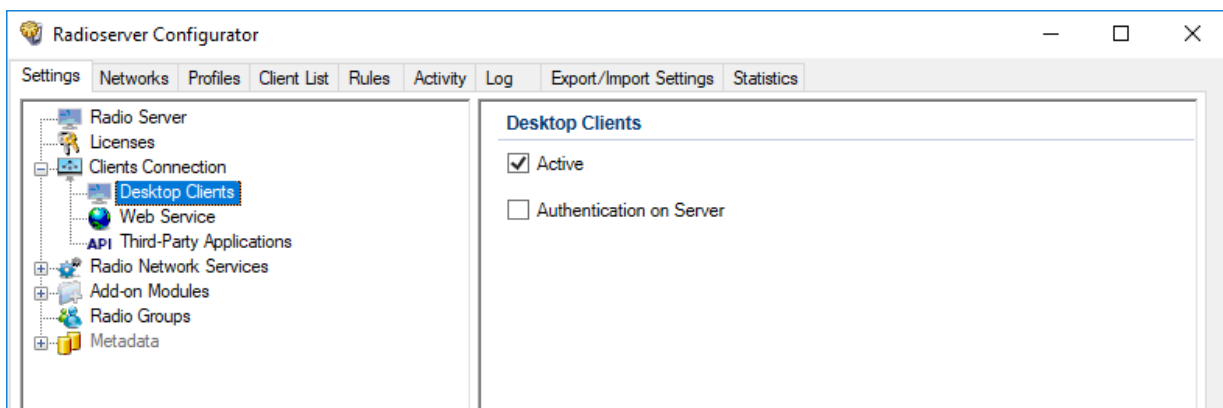 Radioserver Configurator
Settings Networks Profiles Client List Rules Activity Log Export/Import Settings Statistics
Radio Server
Licenses
Clients Connection
Desktop Clients
Web Service
API Third-Party Applications
Radio Network Services
Add-on Modules
Radio Groups
Metadata
Desktop Clients
Active
Authentication on Server